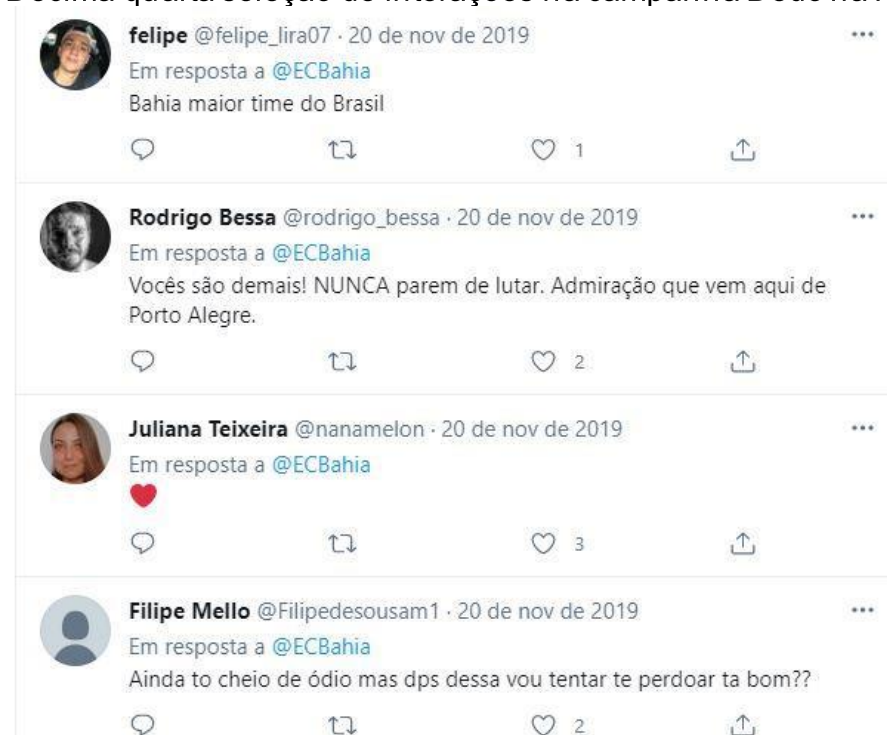 felipe @felipe_lira07 · 20 de nov de 2019
Em resposta a @ECBahia
Bahia maior time do Brasil
1
Rodrigo Bessa @rodrigo_bessa · 20 de nov de 2019
Em resposta a @ECBahia
Vocês são demais! NUNCA parem de lutar. Admiração que vem aqui de
Porto Alegre.
2
Juliana Teixeira @nanamelon · 20 de nov de 2019
Em resposta a @ECBahia
3
Filipe Mello @Filipedesousam1 · 20 de nov de 2019
Em resposta a @ECBahia
Ainda to cheio de ódio mas dps dessa vou tentar te perdoar ta bom??
2